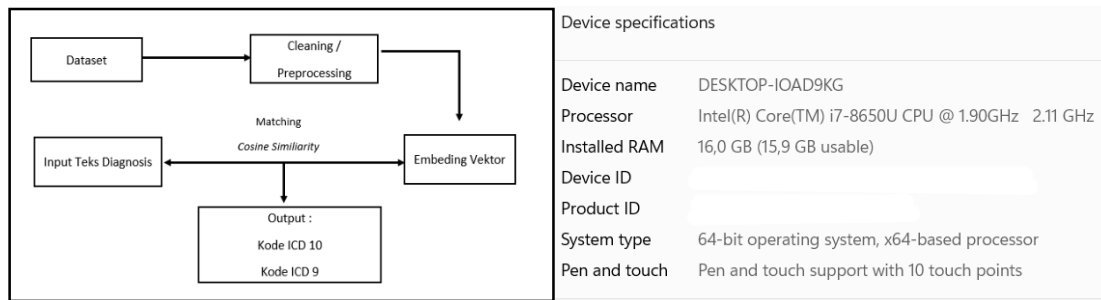 Dataset
Cleaning /
Preprocessing
Matching
Cosine Similiarity
Input Teks Diagnosis
Embeding Vektor
Output :
Kode ICD 10
Kode ICD 9
Device specifications
Device name DESKTOP-IOAD9KG
Processor Intel(R) Core(TM) i7-8650U CPU @ 1.90GHz 2.11 GHz
Installed RAM 16,0 GB (15,9 GB usable)
Device ID
Product ID
System type 64-bit operating system, x64-based processor
Pen and touch Pen and touch support with 10 touch points